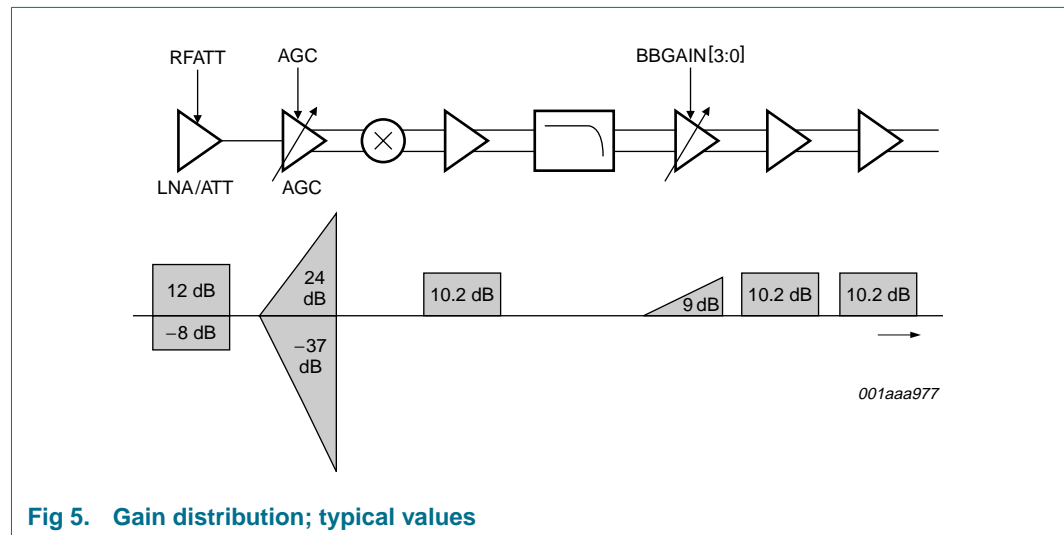 RFATT
AGC
BBGAIN[3:0]
LNA/ATT
AGC
12 dB
−8 dB
24
dB
−37
dB
10.2 dB
9 dB
10.2 dB
10.2 dB
001aaa977
Fig 5. Gain distribution; typical values